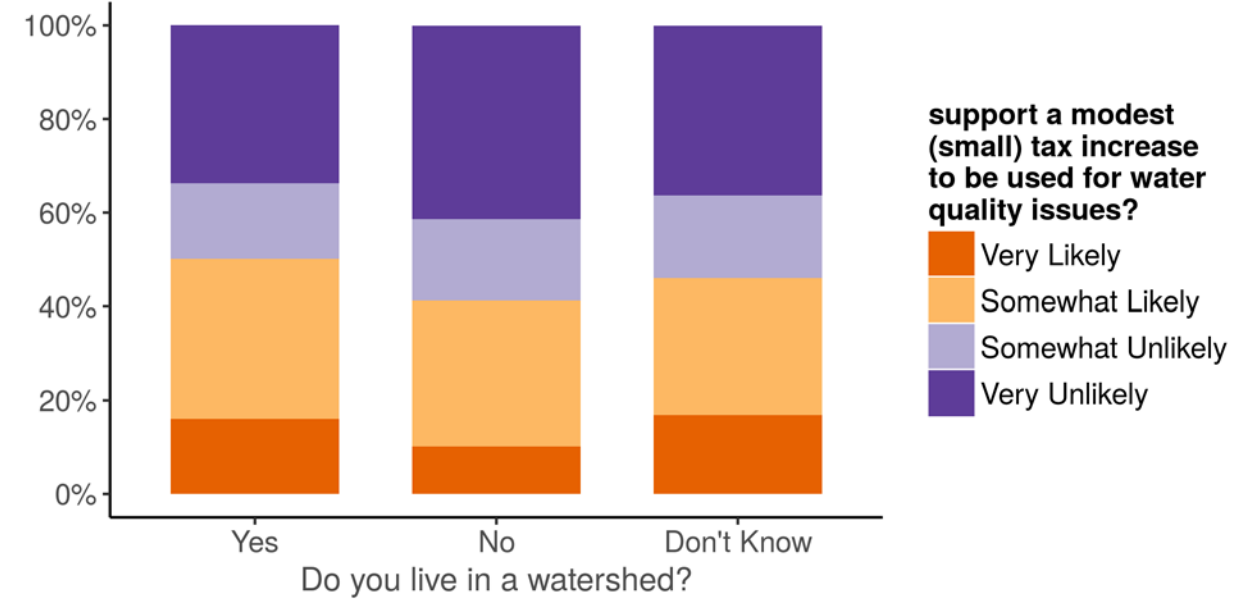 100%
80%
60%
40%
20%
0%
Yes
No
Don't Know
Do you live in a watershed?
support a modest
(small) tax increase
to be used for water
quality issues?
Very Likely
Somewhat Likely
Somewhat Unlikely
Very Unlikely